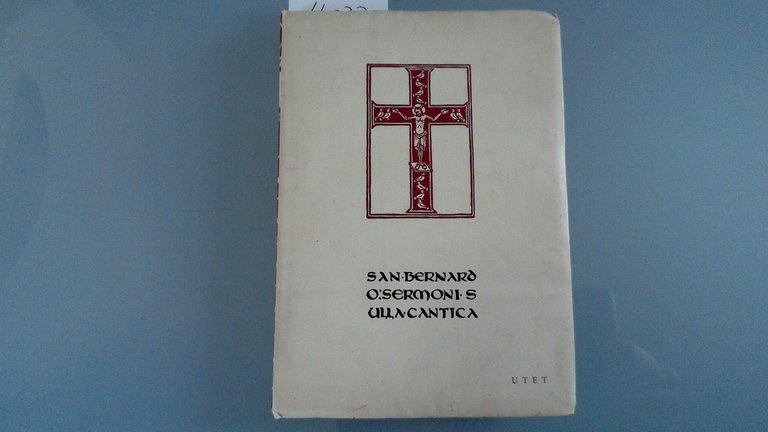 SAN·BERNARD
O:SERMONI·S
ULLA·CANTICA
UTET